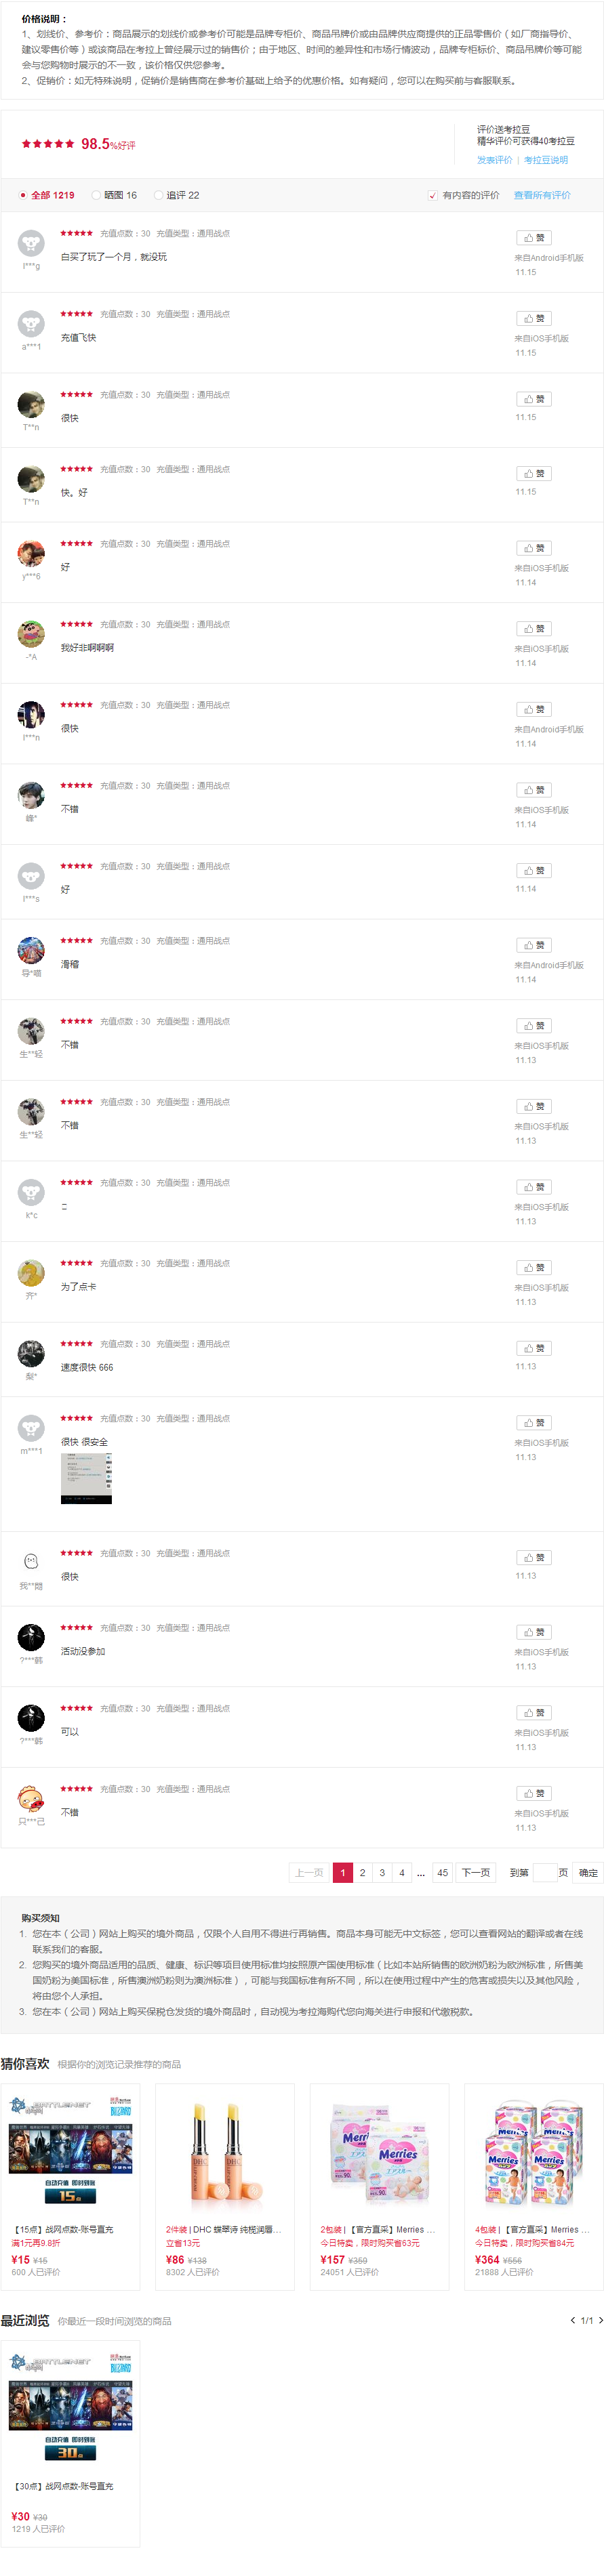 价格说明：
1、划线价、参考价：商品展示的划线价或参考价可能是品牌专柜价、商品吊牌价或由品牌供应商提供的正品零售价（如厂商指导价、
建议零售价等）或该商品在考拉上曾经展示过的销售价；由于地区、时间的差异性和市场行情波动，品牌专柜标价、商品吊牌价等可能
会与您购物时展示的不一致，该价格仅供您参考。
2、促销价：如无特殊说明，促销价是销售商在参考价基础上给予的优惠价格。如有疑问，您可以在购买前与客服联系。
98.5%好评
评价送考拉豆
精华评价可获得40考拉豆
发表评价 | 考拉豆说明
全部 1219 晒图 16 追评 22 有内容的评价 查看所有评价
充值点数：30 充值类型：通用战点 赞
白买了玩了一个月，就没玩 来自Android手机版
l***g 11.15
充值点数：30 充值类型：通用战点 赞
充值飞快 来自iOS手机版
a***1 11.15
充值点数：30 充值类型：通用战点 赞
很快 11.15
T**n
充值点数：30 充值类型：通用战点 赞
快。好 11.15
T**n
充值点数：30 充值类型：通用战点 赞
好 来自iOS手机版
y***6 11.14
充值点数：30 充值类型：通用战点 赞
我好非啊啊啊 来自iOS手机版
-*A 11.14
充值点数：30 充值类型：通用战点 赞
很快 来自Android手机版
l***n 11.14
充值点数：30 充值类型：通用战点 赞
不错 来自iOS手机版
峰* 11.14
充值点数：30 充值类型：通用战点 赞
好 11.14
l***s
充值点数：30 充值类型：通用战点 赞
滑稽 来自Android手机版
导*喵 11.14
充值点数：30 充值类型：通用战点 赞
不错 来自iOS手机版
生**轻 11.13
充值点数：30 充值类型：通用战点 赞
不错 来自iOS手机版
生**轻 11.13
充值点数：30 充值类型：通用战点 赞
来自iOS手机版
k*c 11.13
充值点数：30 充值类型：通用战点 赞
为了点卡 来自iOS手机版
齐* 11.13
充值点数：30 充值类型：通用战点 赞
速度很快 666 11.13
梨*
充值点数：30 充值类型：通用战点 赞
很快 很安全 来自iOS手机版
m***1 11.13
充值点数：30 充值类型：通用战点 赞
很快 11.13
我**悶
充值点数：30 充值类型：通用战点 赞
活动没参加 来自iOS手机版
?***韩 11.13
充值点数：30 充值类型：通用战点 赞
可以 来自iOS手机版
?***韩 11.13
充值点数：30 充值类型：通用战点 赞
不错 来自iOS手机版
只***己 11.13
上一页 1 2 3 4 ... 45 下一页 到第 页 确定
购买须知
1. 您在本（公司）网站上购买的境外商品，仅限个人自用不得进行再销售。商品本身可能无中文标签，您可以查看网站的翻译或者在线
联系我们的客服。
2. 您购买的境外商品适用的品质、健康、标识等项目使用标准均按照原产国使用标准（比如本站所销售的欧洲奶粉为欧洲标准，所售美
国奶粉为美国标准，所售澳洲奶粉则为澳洲标准），可能与我国标准有所不同，所以在使用过程中产生的危害或损失以及其他风险，
将由您个人承担。
3. 您在本（公司）网站上购买保税仓发货的境外商品时，自动视为考拉海购代您向海关进行申报和代缴税款。
猜你喜欢 根据你的浏览记录推荐的商品
BATTLE.NET BLIZZARD
自动充值 即时到账
15点
DHC
Merries
Merries
【15点】战网点数-账号直充
满1元再9.8折
¥15 ¥15
600 人已评价
2件装 | DHC 蝶翠诗 纯榄润唇...
立省13元
¥86 ¥138
8302 人已评价
2包装 | 【官方直采】Merries ...
今日特卖，限时购买省63元
¥157 ¥359
24051 人已评价
4包装 | 【官方直采】Merries ...
今日特卖，限时购买省84元
¥364 ¥556
21888 人已评价
最近浏览 你最近一段时间浏览的商品 1/1
BATTLE.NET BLIZZARD
自动充值 即时到账
30点
【30点】战网点数-账号直充
¥30 ¥30
1219 人已评价